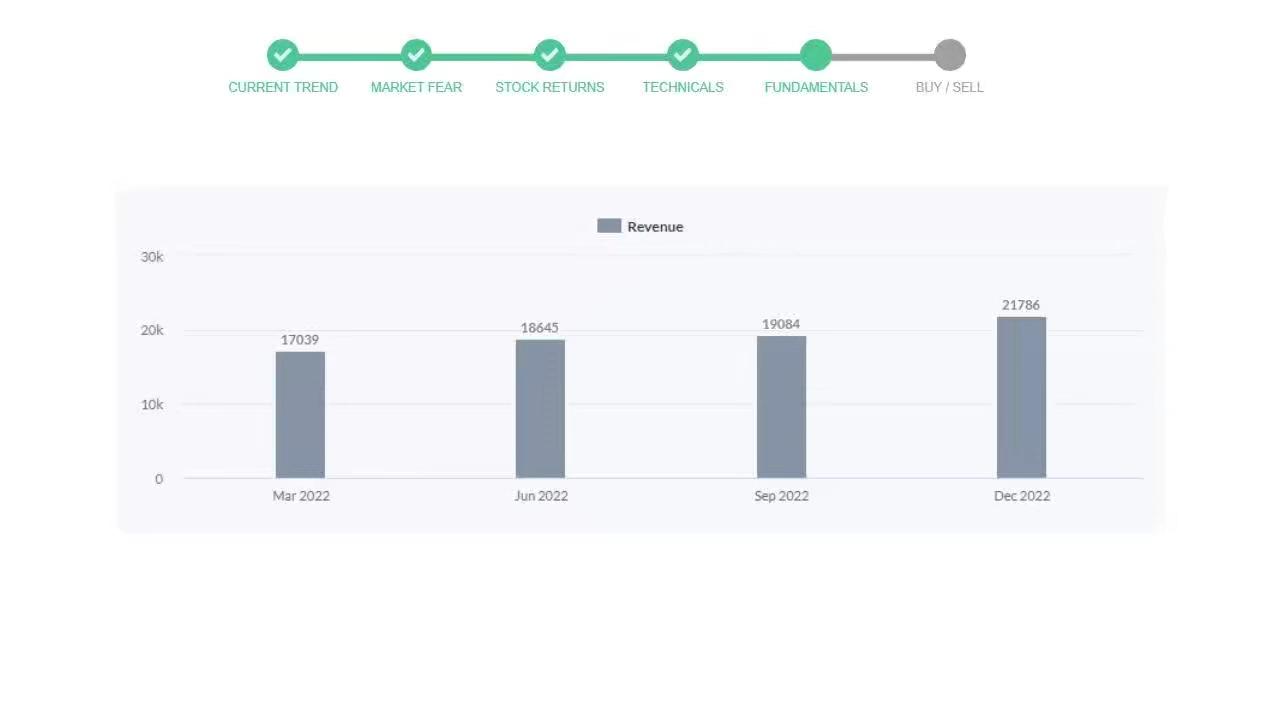 CURRENT TREND MARKET FEAR STOCK RETURNS TECHNICALS FUNDAMENTALS BUY / SELL
Revenue
30k
21786
20k
18645
19084
17039
10k
0
Mar 2022 Jun 2022 Sep 2022 Dec 2022